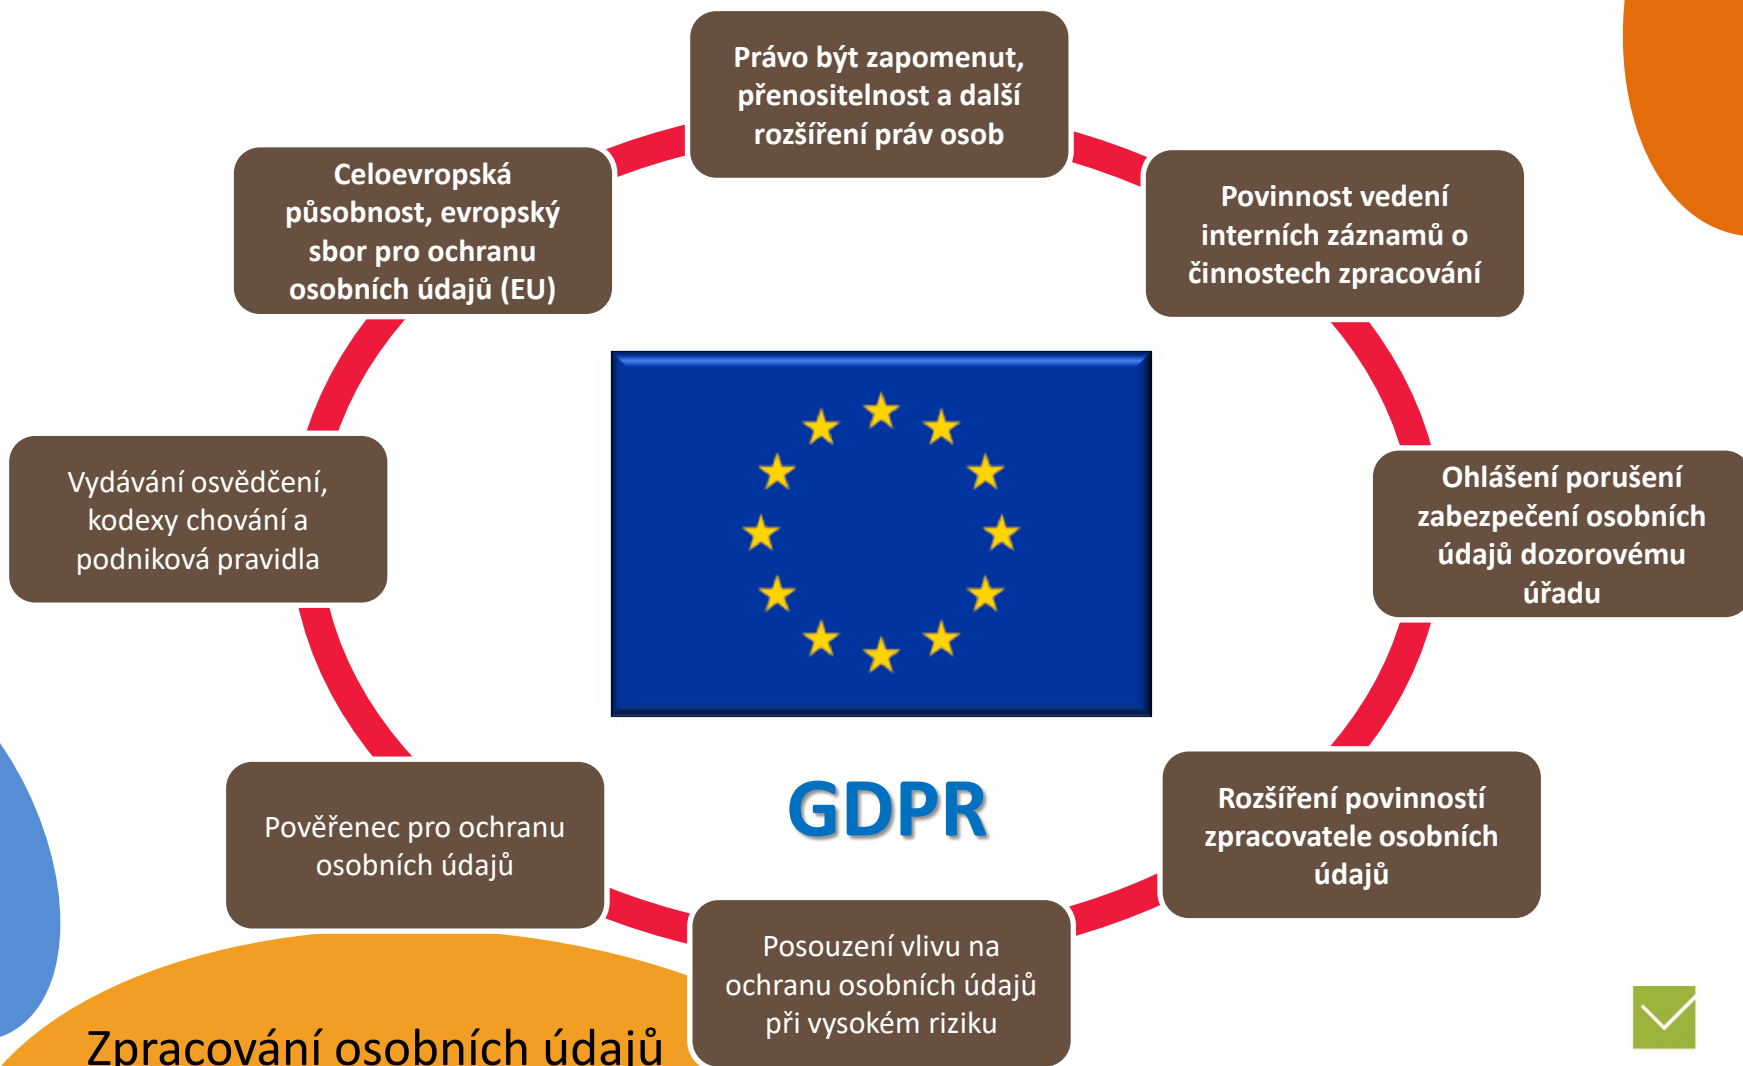 Právo být zapomenut,
přenositelnost a další
rozšíření práv osob
Povinnost vedení
interních záznamů o
činnostech zpracování
Ohlášení porušení
zabezpečení osobních
údajů dozorovému
úřadu
Rozšíření povinností
zpracovatele osobních
údajů
Posouzení vlivu na
ochranu osobních údajů
při vysokém riziku
Pověřenec pro ochranu
osobních údajů
Vydávání osvědčení,
kodexy chování a
podniková pravidla
Celoevropská
působnost, evropský
sbor pro ochranu
osobních údajů (EU)
GDPR
Zpracování osobních údajů